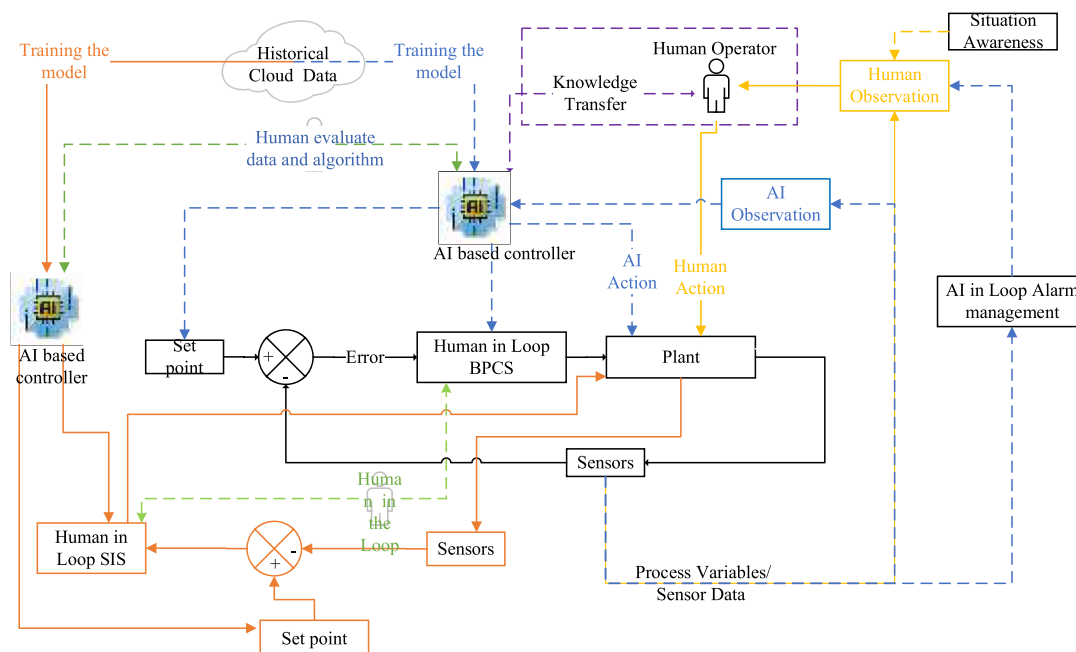 Training the
model
Historical
Cloud Data
Training the
model
Human Operator
Situation
Awareness
Knowledge
Transfer
Human
Observation
Human evaluate
data and algorithm
AI
AI
Observation
AI based controller
AI
Action
Human
Action
AI in Loop Alarm
management
AI
AI based
controller
Set
point
+
-
Error
Human in Loop
BPCS
Plant
Sensors
Huma
n in
the
Loop
Human in
Loop SIS
-
+
Sensors
Process Variables/
Sensor Data
Set point